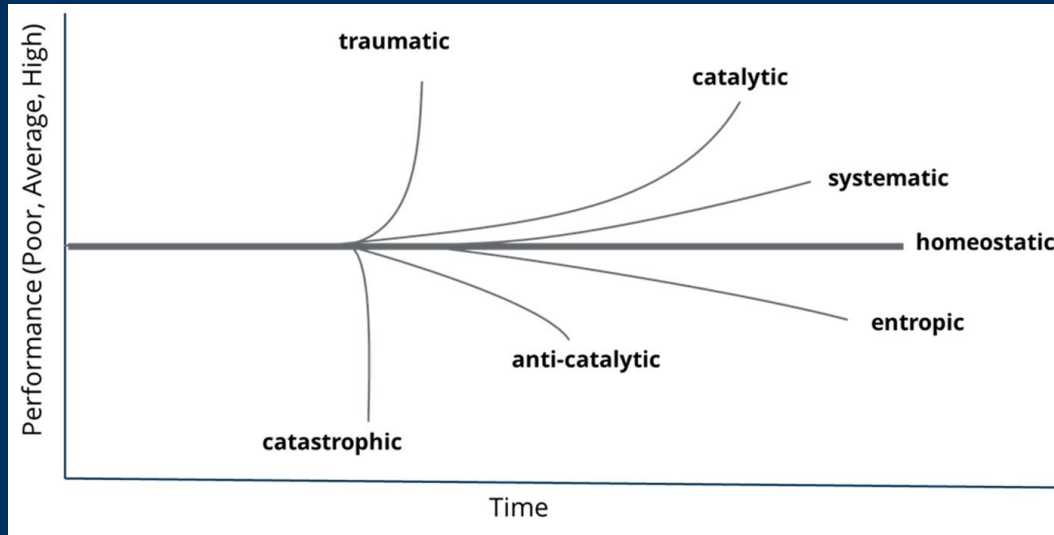 Performance (Poor, Average, High)
traumatic
catalytic
systematic
homeostatic
entropic
anti-catalytic
catastrophic
Time